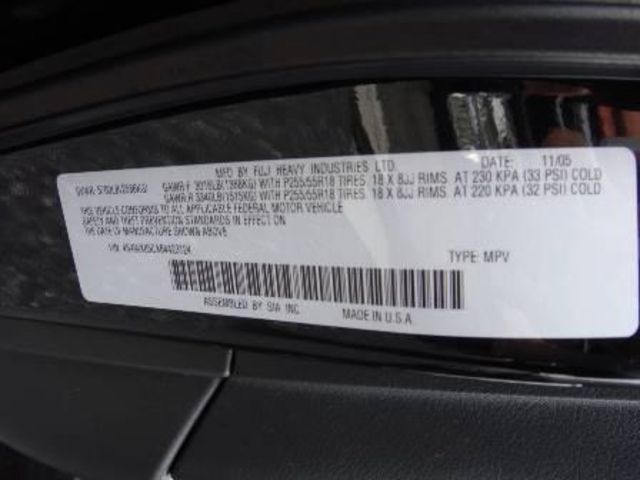 MFD. BY FUJI HEAVY INDUSTRIES LTD. DATE: 11/05
GAWR F 3016LB(1368KG) WITH P255/55R18 TIRES. 18 X 8JJ RIMS. AT 230 KPA (33 PSI) COLD
GAWR R 3340LB(1515KG) WITH P255/55R18 TIRES. 18 X 8JJ RIMS. AT 220 KPA (32 PSI) COLD
THIS VEHICLE CONFORMS TO ALL APPLICABLE FEDERAL MOTOR VEHICLE
SAFETY AND THEFT PREVENTION STANDARDS IN EFFECT ON
THE DATE OF MANUFACTURE SHOWN ABOVE
TYPE: MPV
ASSEMBLED BY SIA INC. MADE IN U.S.A.